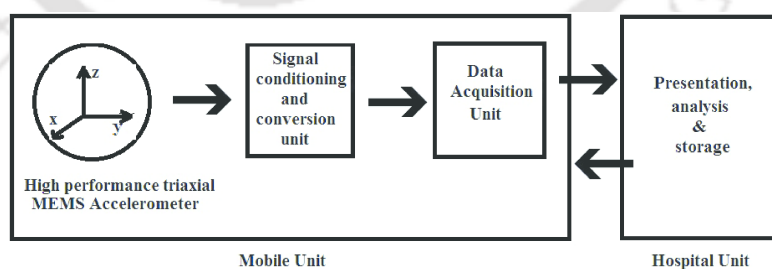 z
x
y
High performance triaxial
MEMS Accelerometer
Signal
conditioning
and
conversion
unit
Data
Acquisition
Unit
Presentation,
analysis
&
storage
Mobile Unit
Hospital Unit